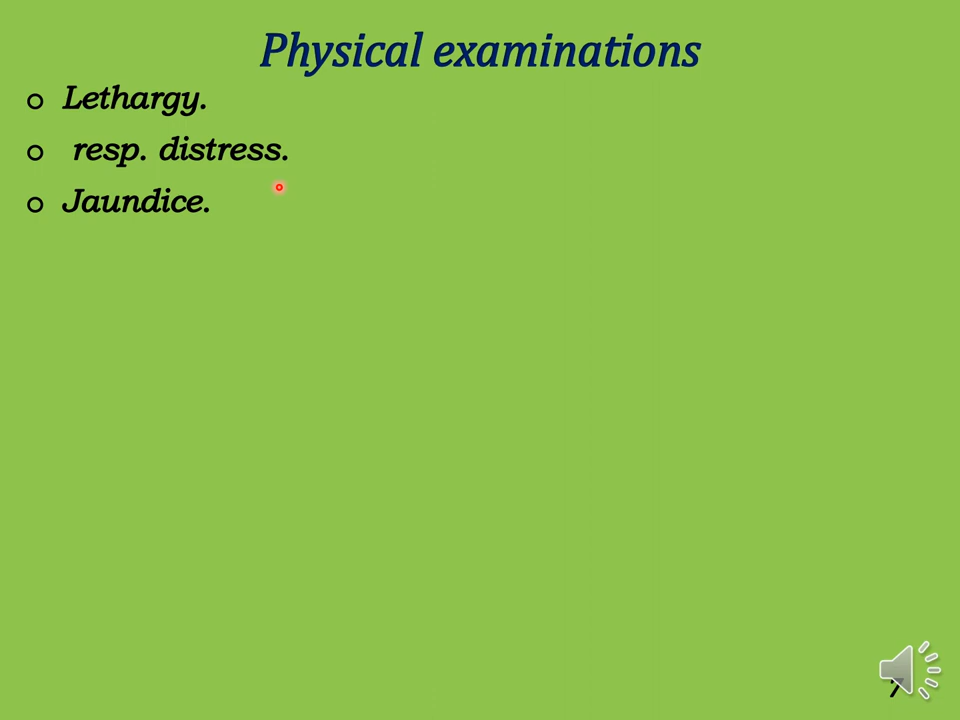 Physical examinations
o Lethargy.
o resp. distress.
o Jaundice.
7